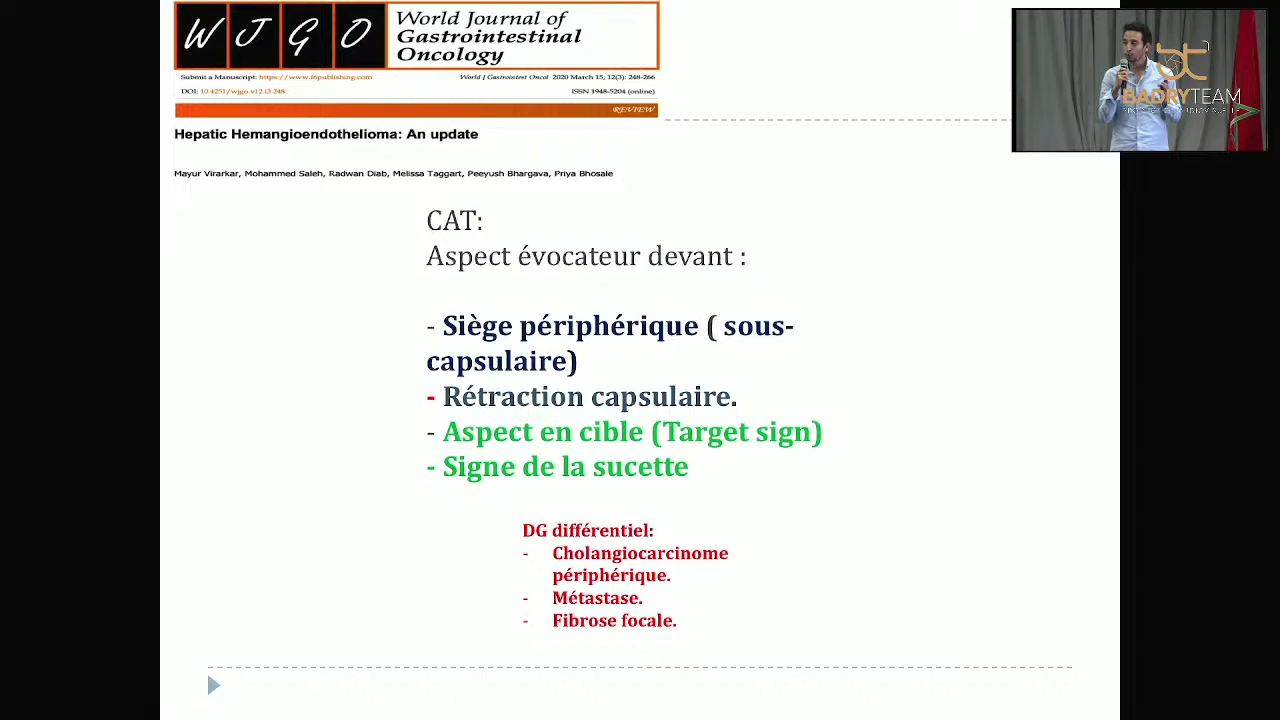 W J G O
World Journal of
Gastrointestinal
Oncology
Submit a Manuscript: https://www.f6publishing.com
World J Gastrointest Oncol 2020 March 15; 12(3): 248-266
DOI: 10.4251/wjgo.v12.i3.248
ISSN 1948-5204 (online)
REVIEW
Hepatic Hemangioendothelioma: An update
Mayur Virarkar, Mohammed Saleh, Radwan Diab, Melissa Taggart, Peeyush Bhargava, Priya Bhosale
BADRYTEAM
CAT:
Aspect évocateur devant :
- Siège périphérique ( sous-
capsulaire)
- Rétraction capsulaire.
- Aspect en cible (Target sign)
- Signe de la sucette
DG différentiel:
- Cholangiocarcinome
périphérique.
- Métastase.
- Fibrose focale.